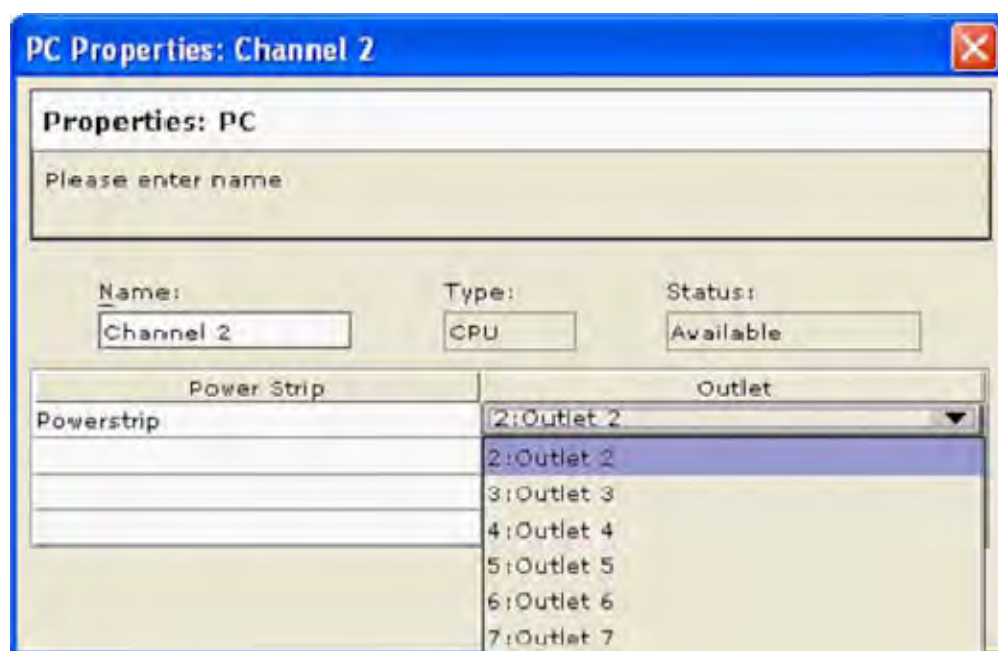 PC Properties: Channel 2
Properties: PC
Please enter name
Name: Type: Status:
Channel 2 CPU Available
Power Strip Outlet
Powerstrip 2:Outlet 2
2:Outlet 2
3:Outlet 3
4:Outlet 4
5:Outlet 5
6:Outlet 6
7:Outlet 7